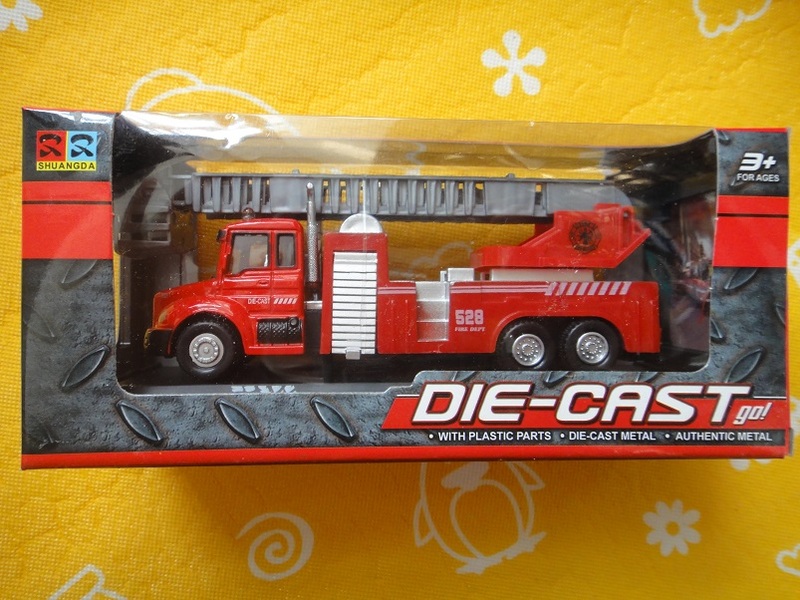 SHUANGDA
3+
FOR AGES
DIE-CAST
528
FIRE DEPT
DIE-CAST go!
• WITH PLASTIC PARTS • DIE-CAST METAL • AUTHENTIC METAL